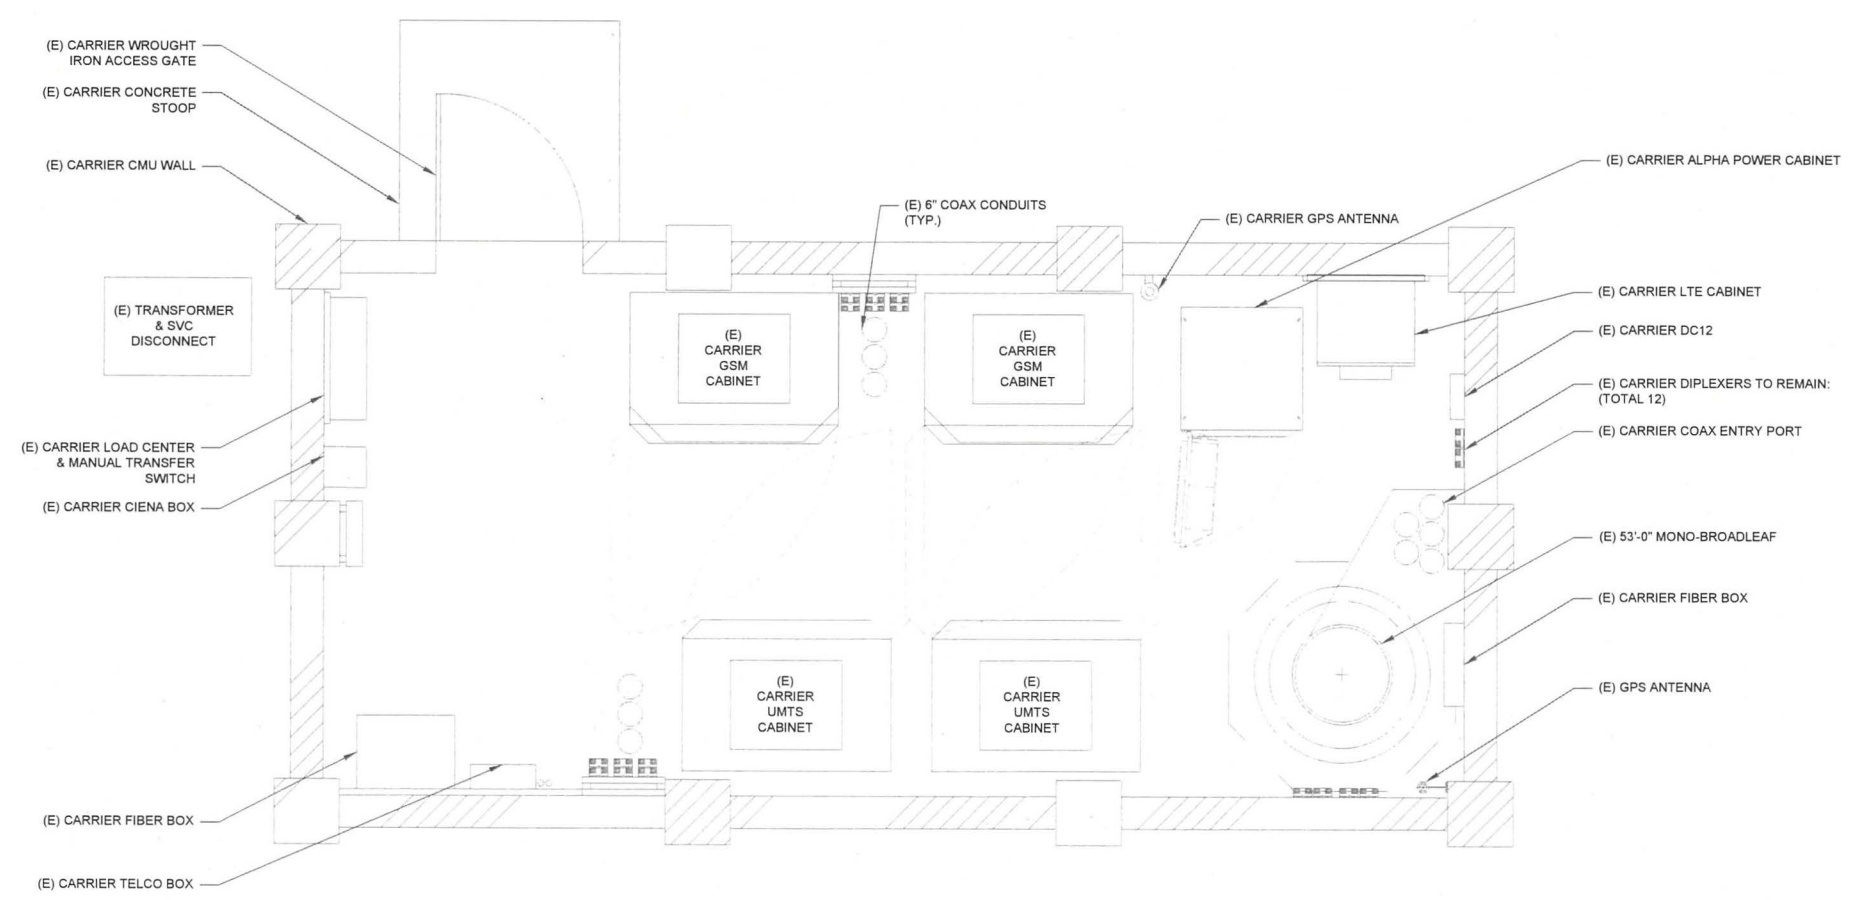 (E) CARRIER WROUGHT
IRON ACCESS GATE
(E) CARRIER CONCRETE
STOOP
(E) CARRIER CMU WALL
(E) TRANSFORMER
& SVC
DISCONNECT
(E) CARRIER LOAD CENTER
& MANUAL TRANSFER
SWITCH
(E) CARRIER CIENA BOX
(E) CARRIER FIBER BOX
(E) CARRIER TELCO BOX
(E) 6" COAX CONDUITS
(TYP.)
(E) CARRIER GPS ANTENNA
(E)
CARRIER
GSM
CABINET
(E)
CARRIER
GSM
CABINET
(E)
CARRIER
UMTS
CABINET
(E)
CARRIER
UMTS
CABINET
(E) CARRIER ALPHA POWER CABINET
(E) CARRIER LTE CABINET
(E) CARRIER DC12
(E) CARRIER DIPLEXERS TO REMAIN:
(TOTAL 12)
(E) CARRIER COAX ENTRY PORT
(E) 53'-0" MONO-BROADLEAF
(E) CARRIER FIBER BOX
(E) GPS ANTENNA